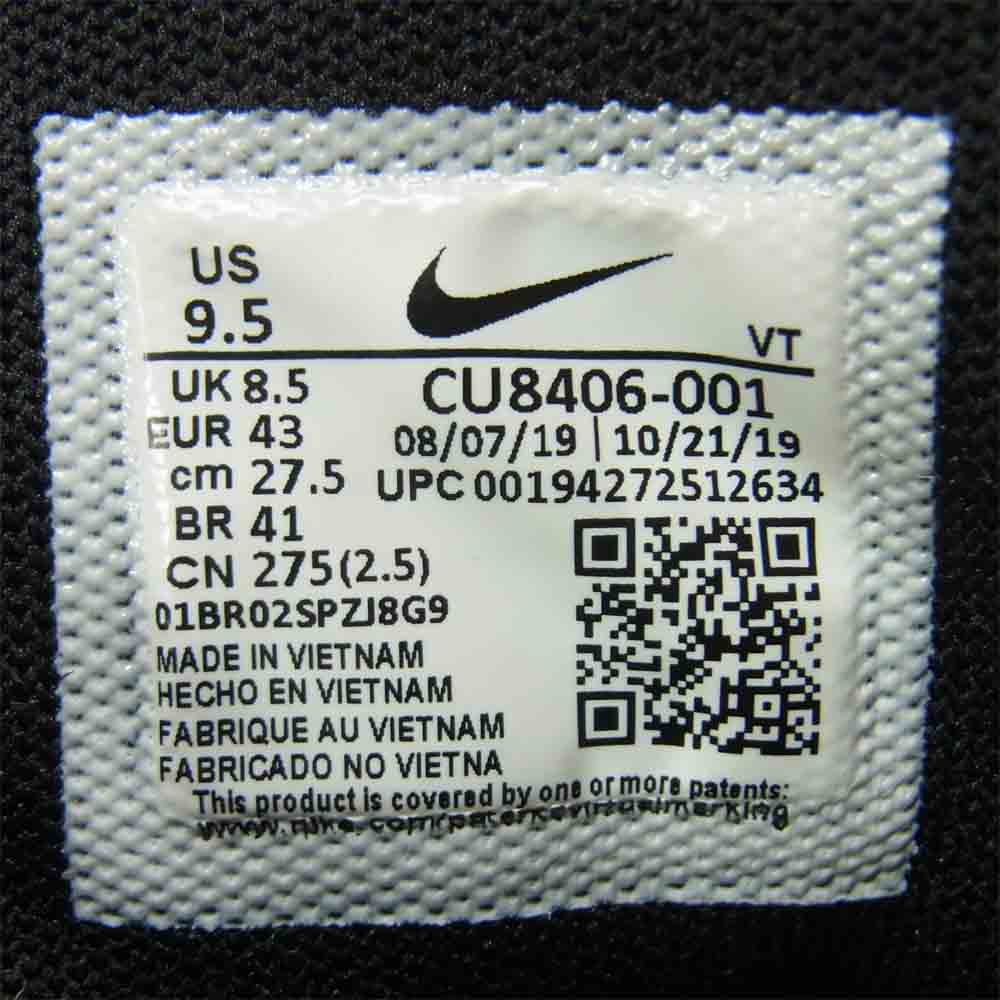 US
9.5
VT
UK 8.5
EUR 43
cm 27.5
BR 41
CN 275(2.5)
CU8406-001
08/07/19 | 10/21/19
UPC 00194272512634
01BR02SPZJ8G9
MADE IN VIETNAM
HECHO EN VIETNAM
FABRIQUE AU VIETNAM
FABRICADO NO VIETNA
This product is covered by one or more patents: